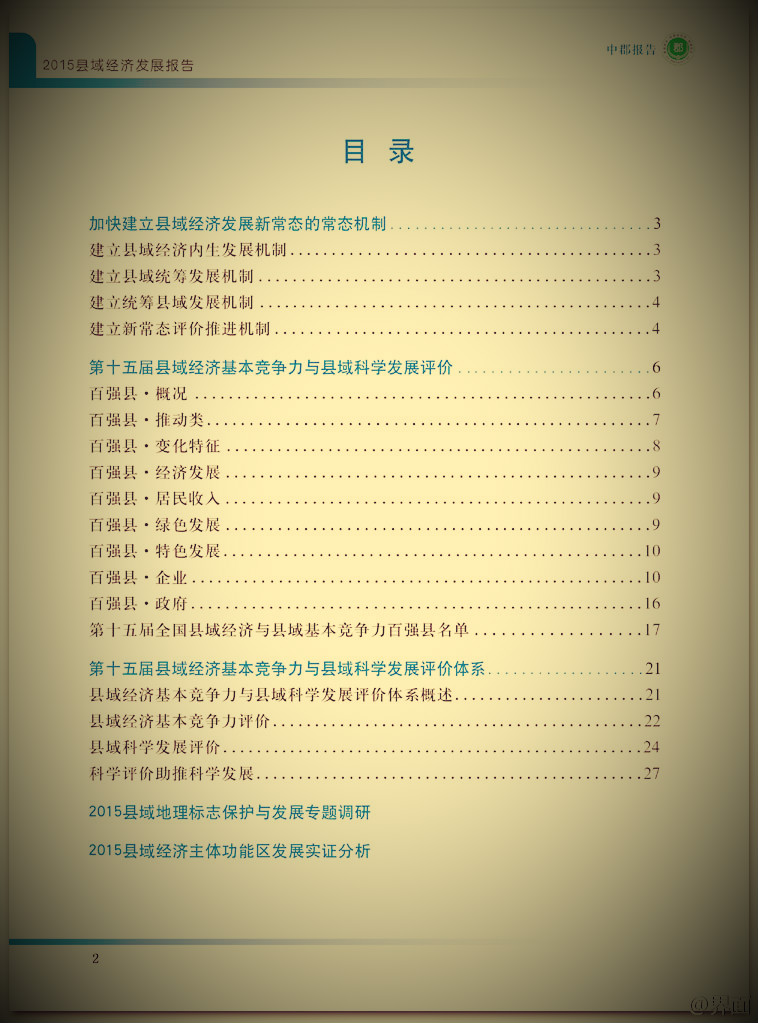 2015县域经济发展报告
中郡报告
目 录
加快建立县域经济发展新常态的常态机制................................3
建立县域经济内生发展机制................................3
建立县域统筹发展机制................................3
建立统筹县域发展机制................................4
建立新常态评价推进机制................................4
第十五届县域经济基本竞争力与县域科学发展评价................................6
百强县·概况................................6
百强县·推动类................................7
百强县·变化特征................................8
百强县·经济发展................................9
百强县·居民收入................................9
百强县·绿色发展................................9
百强县·特色发展................................10
百强县·企业................................10
百强县·政府................................16
第十五届全国县域经济与县域基本竞争力百强县名单................................17
第十五届县域经济基本竞争力与县域科学发展评价体系................................21
县域经济基本竞争力与县域科学发展评价体系概述................................21
县域经济基本竞争力评价................................22
县域科学发展评价................................24
科学评价助推科学发展................................27
2015县域地理标志保护与发展专题调研
2015县域经济主体功能区发展实证分析
2
@界面